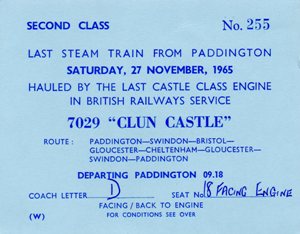 SECOND CLASS No. 255
LAST STEAM TRAIN FROM PADDINGTON
SATURDAY, 27 NOVEMBER, 1965
HAULED BY THE LAST CASTLE CLASS ENGINE
IN BRITISH RAILWAYS SERVICE
7029 "CLUN CASTLE"
ROUTE: PADDINGTON—SWINDON—BRISTOL—
GLOUCESTER—CHELTENHAM—GLOUCESTER—
SWINDON—PADDINGTON
DEPARTING PADDINGTON 09.18
COACH LETTER D SEAT No. 18 FACING ENGINE
FACING / BACK TO ENGINE
(W) FOR CONDITIONS SEE OVER